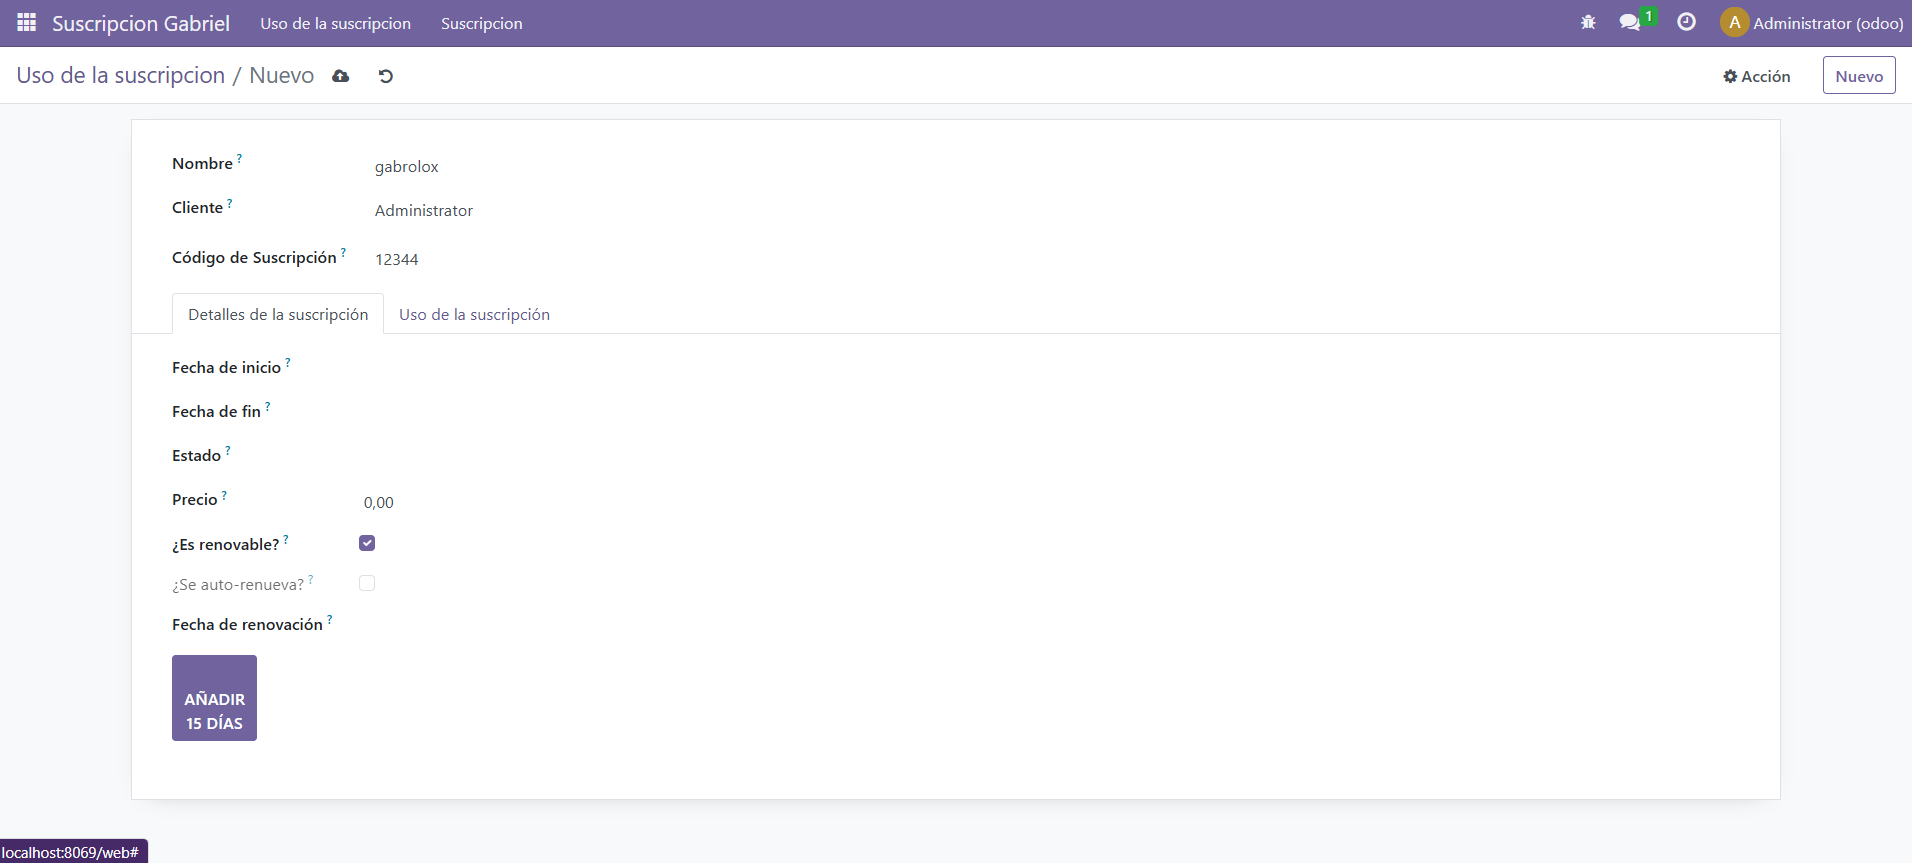 Suscripcion Gabriel Uso de la suscripcion Suscripcion 1 A Administrator (odoo)
Uso de la suscripcion / Nuevo Acción Nuevo
Nombre ? gabrolox
Cliente ? Administrator
Código de Suscripción ? 12344
Detalles de la suscripción Uso de la suscripción
Fecha de inicio ?
Fecha de fin ?
Estado ?
Precio ? 0,00
¿Es renovable? ?
¿Se auto-renueva? ?
Fecha de renovación ?
AÑADIR
15 DÍAS
localhost:8069/web#